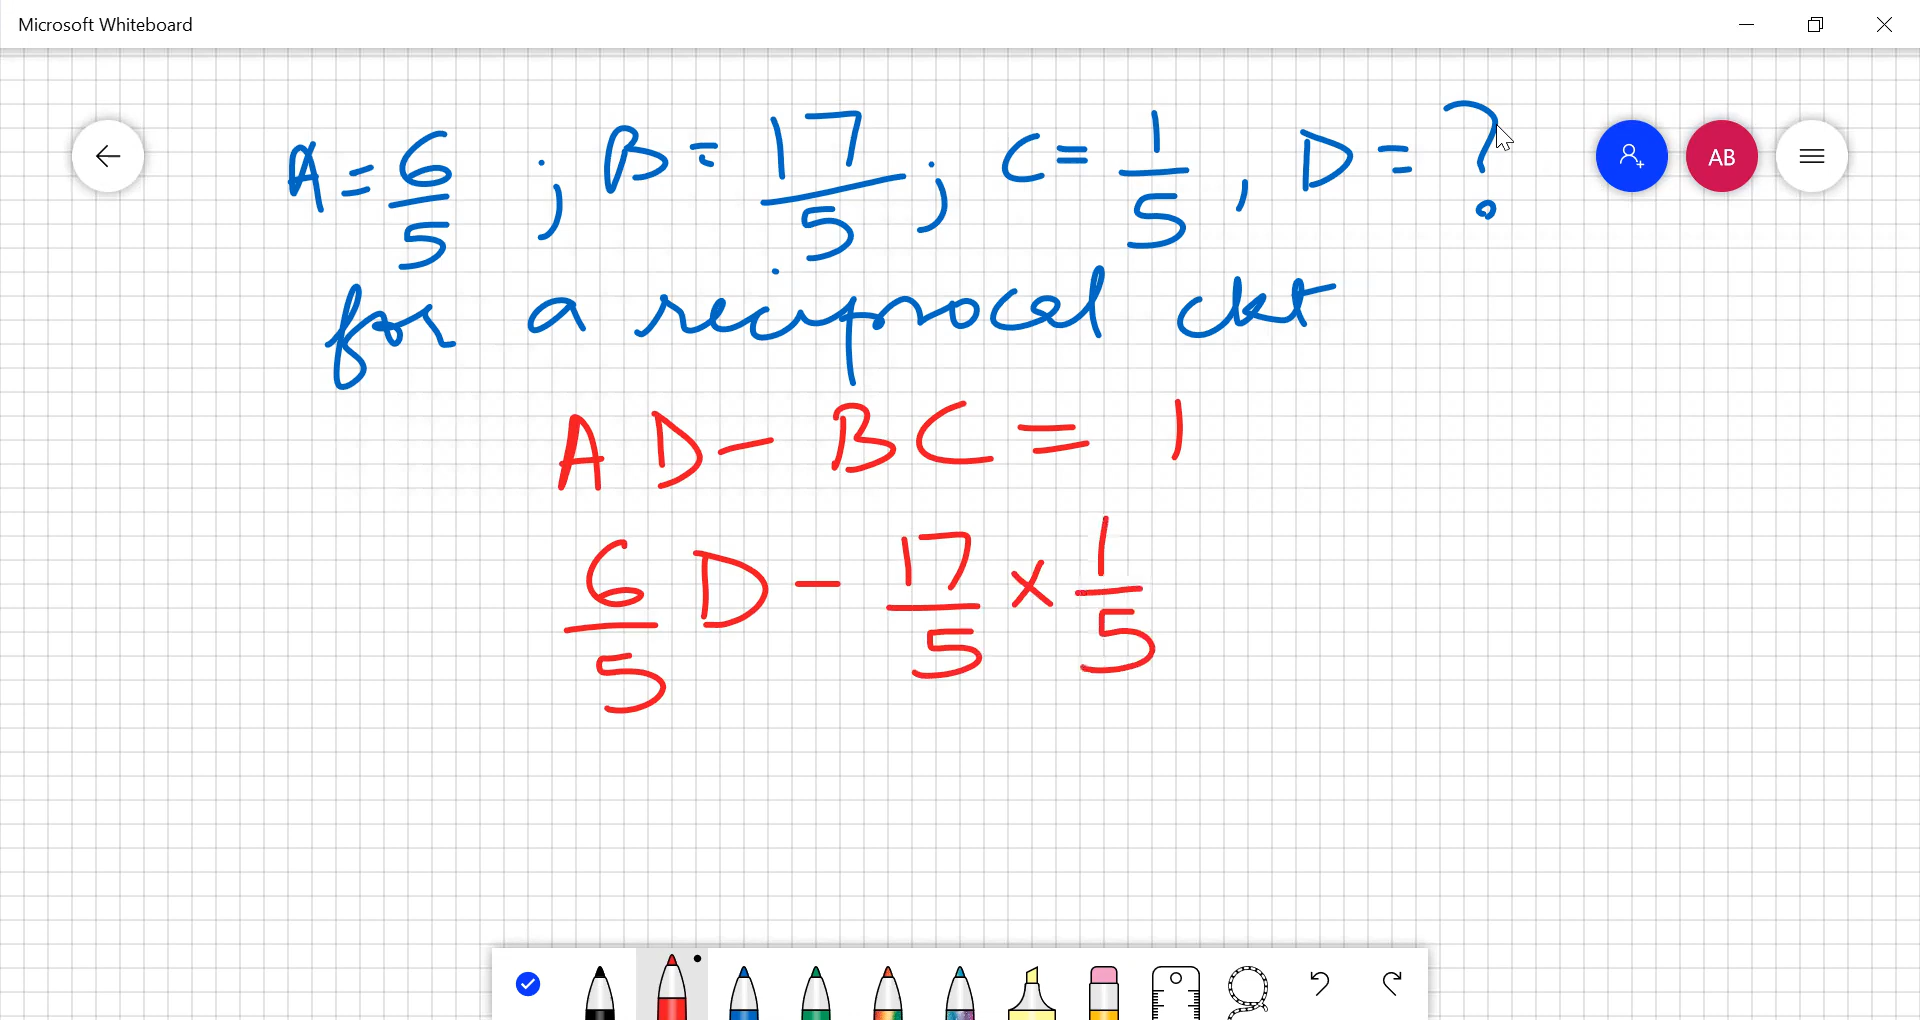 Microsoft Whiteboard
A = 6/5 ; B = 17/5 ; C = 1/5 , D = ?
for a reciprocal ckt
AD - BC = 1
6/5 D - 17/5 × 1/5
AB